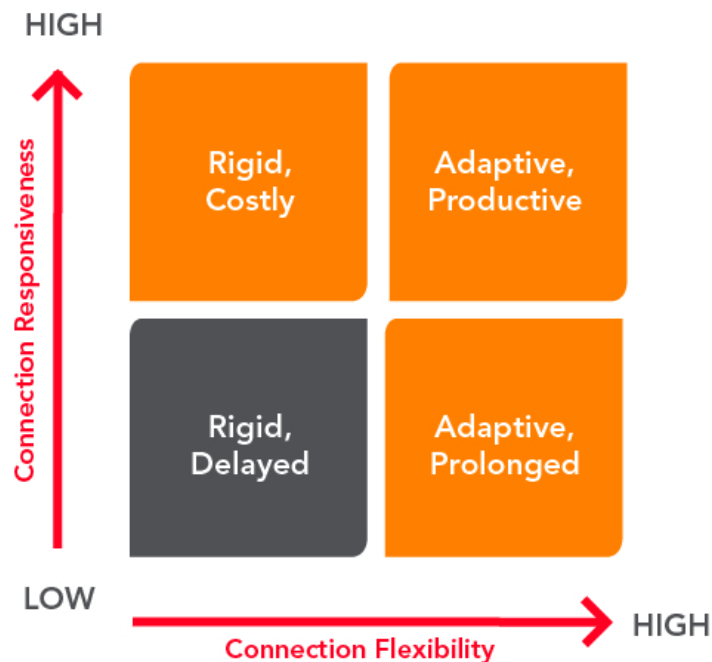 HIGH
Connection Responsiveness
Rigid,
Costly
Adaptive,
Productive
Rigid,
Delayed
Adaptive,
Prolonged
LOW
HIGH
Connection Flexibility